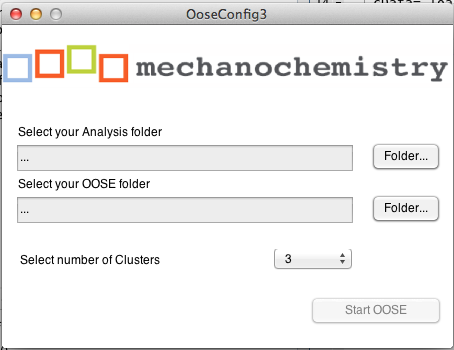 OoseConfig3
mechanochemistry
Select your Analysis folder
... Folder...
Select your OOSE folder
... Folder...
Select number of Clusters 3
Start OOSE